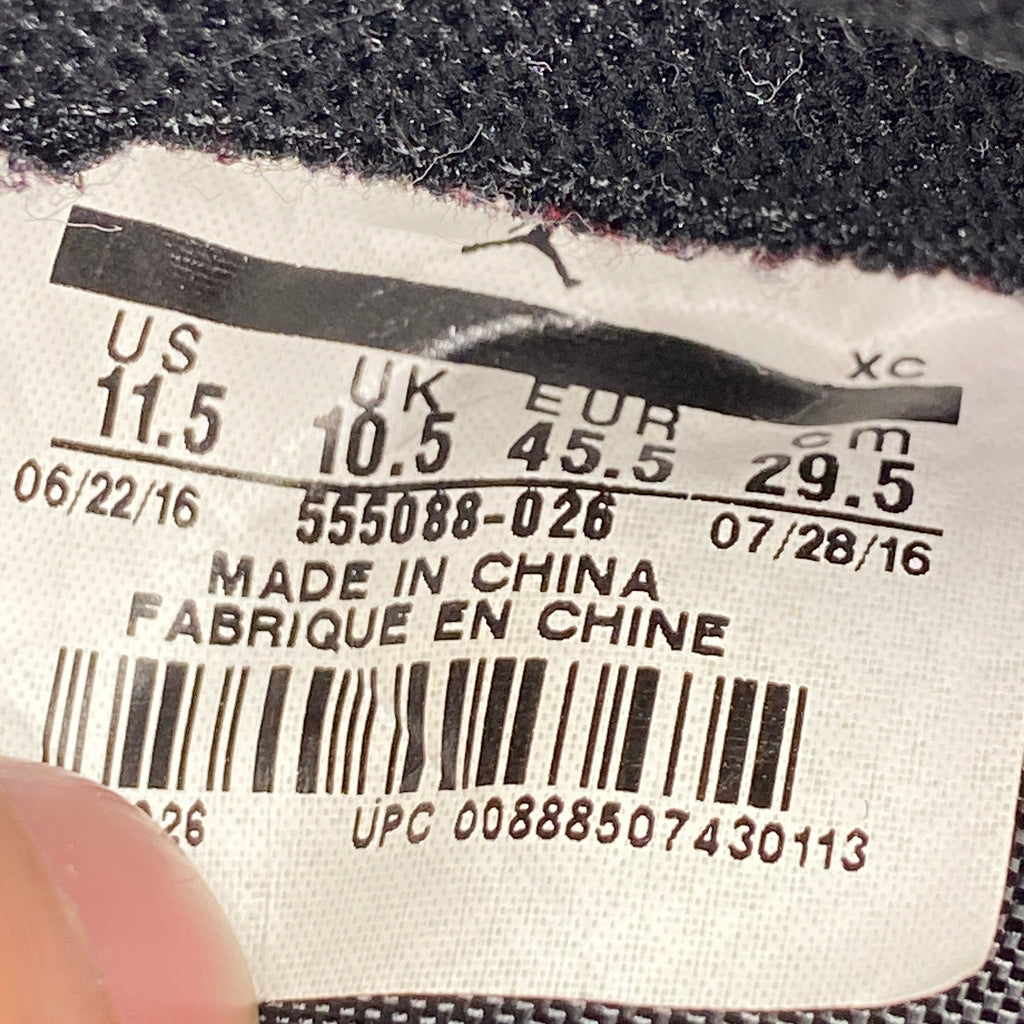 XC
US UK EUR cm
11.5 10.5 45.5 29.5
06/22/16 555088-026 07/28/16
MADE IN CHINA
FABRIQUE EN CHINE
26 UPC 00888507430113